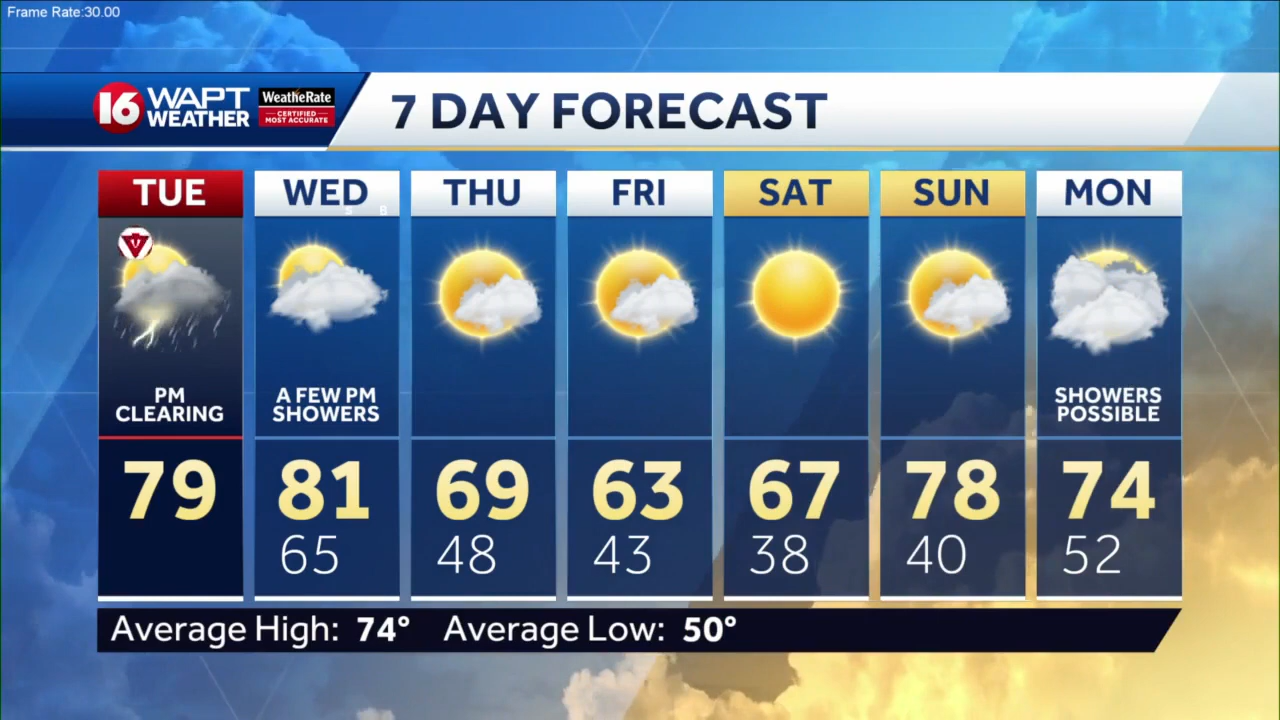 Frame Rate:30.00
16 WAPT WEATHER
WeatheRate
CERTIFIED
MOST ACCURATE
7 DAY FORECAST
TUE WED THU FRI SAT SUN MON
V
PM CLEARING
A FEW PM SHOWERS
SHOWERS POSSIBLE
79 81 69 63 67 78 74
65 48 43 38 40 52
Average High: 74° Average Low: 50°